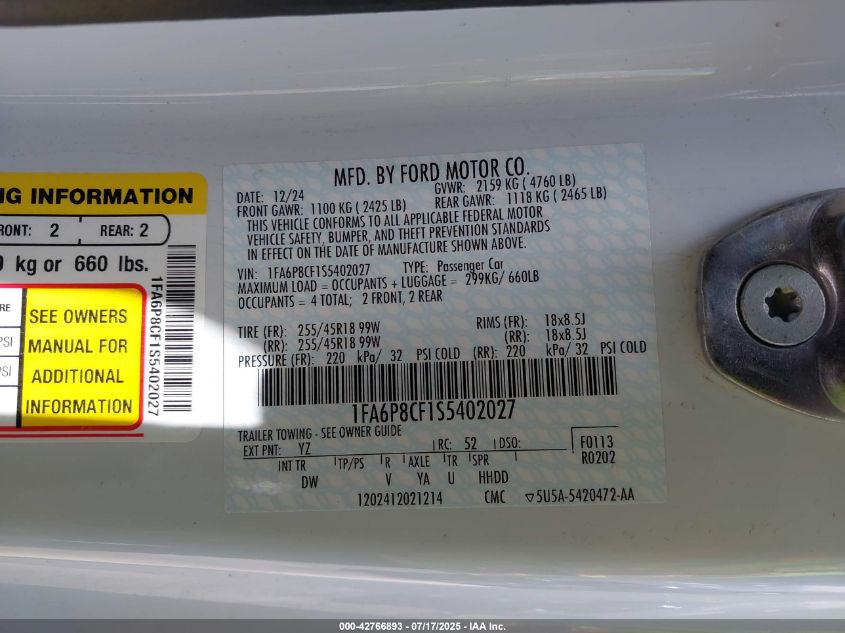 NG INFORMATION
FRONT: 2 REAR: 2
kg or 660 lbs.
SEE OWNERS
MANUAL FOR
ADDITIONAL
INFORMATION
RE
PSI
PSI
1FA6P8CF1S5402027
MFD. BY FORD MOTOR CO.
DATE: 12/24 GVWR: 2159 KG ( 4760 LB)
FRONT GAWR: 1100 KG ( 2425 LB) REAR GAWR: 1118 KG ( 2465 LB)
THIS VEHICLE CONFORMS TO ALL APPLICABLE FEDERAL MOTOR
VEHICLE SAFETY, BUMPER, AND THEFT PREVENTION STANDARDS
IN EFFECT ON THE DATE OF MANUFACTURE SHOWN ABOVE.
VIN: 1FA6P8CF1S5402027 TYPE: Passenger Car
MAXIMUM LOAD = OCCUPANTS + LUGGAGE = 299KG/ 660LB
OCCUPANTS = 4 TOTAL; 2 FRONT, 2 REAR
TIRE (FR): 255/45R18 99W RIMS (FR): 18x8.5J
(RR): 255/45R18 99W (RR): 18x8.5J
PRESSURE (FR): 220 kPa/ 32 PSI COLD (RR): 220 kPa/ 32 PSI COLD
1FA6P8CF1S5402027
TRAILER TOWING - SEE OWNER GUIDE
EXT PNT: YZ RC: 52 DSO: F0113
INT TR TP/PS R AXLE TR SPR R0202
DW V YA U HHDD
1202412021214 CMC ▽5U5A-5420472-AA
000-42766893 - 07/17/2025 - IAA Inc.